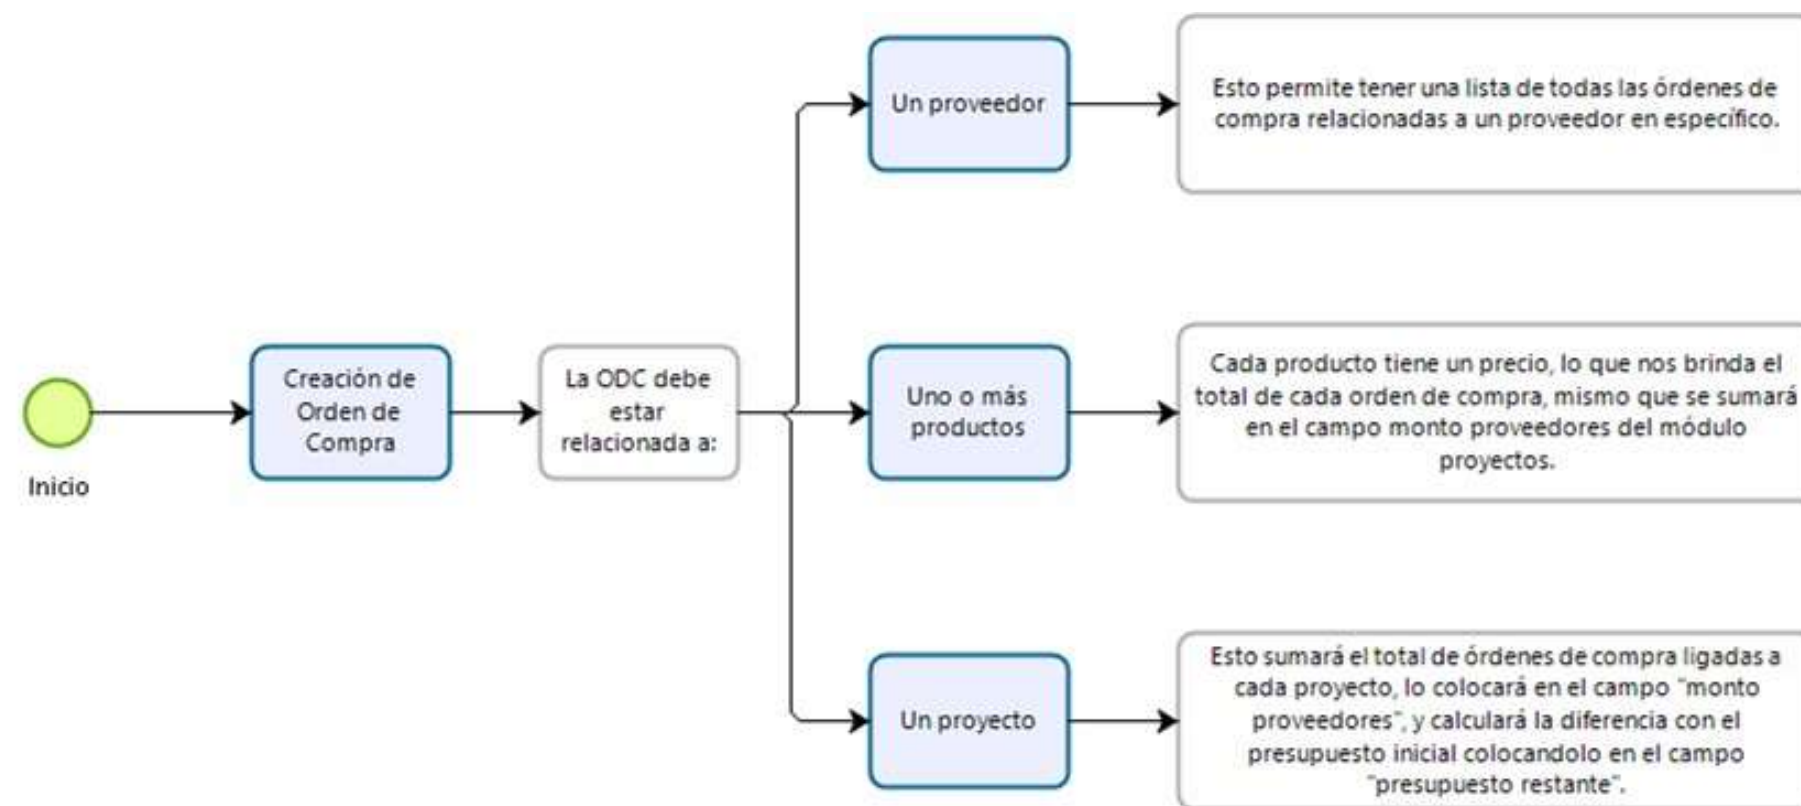 Inicio
Creación de
Orden de
Compra
La ODC debe
estar
relacionada a:
Un proveedor
Esto permite tener una lista de todas las órdenes de
compra relacionadas a un proveedor en específico.
Uno o más
productos
Cada producto tiene un precio, lo que nos brinda el
total de cada orden de compra, mismo que se sumará
en el campo monto proveedores del módulo
proyectos.
Un proyecto
Esto sumará el total de órdenes de compra ligadas a
cada proyecto, lo colocará en el campo "monto
proveedores", y calculará la diferencia con el
presupuesto inicial colocandolo en el campo
"presupuesto restante".